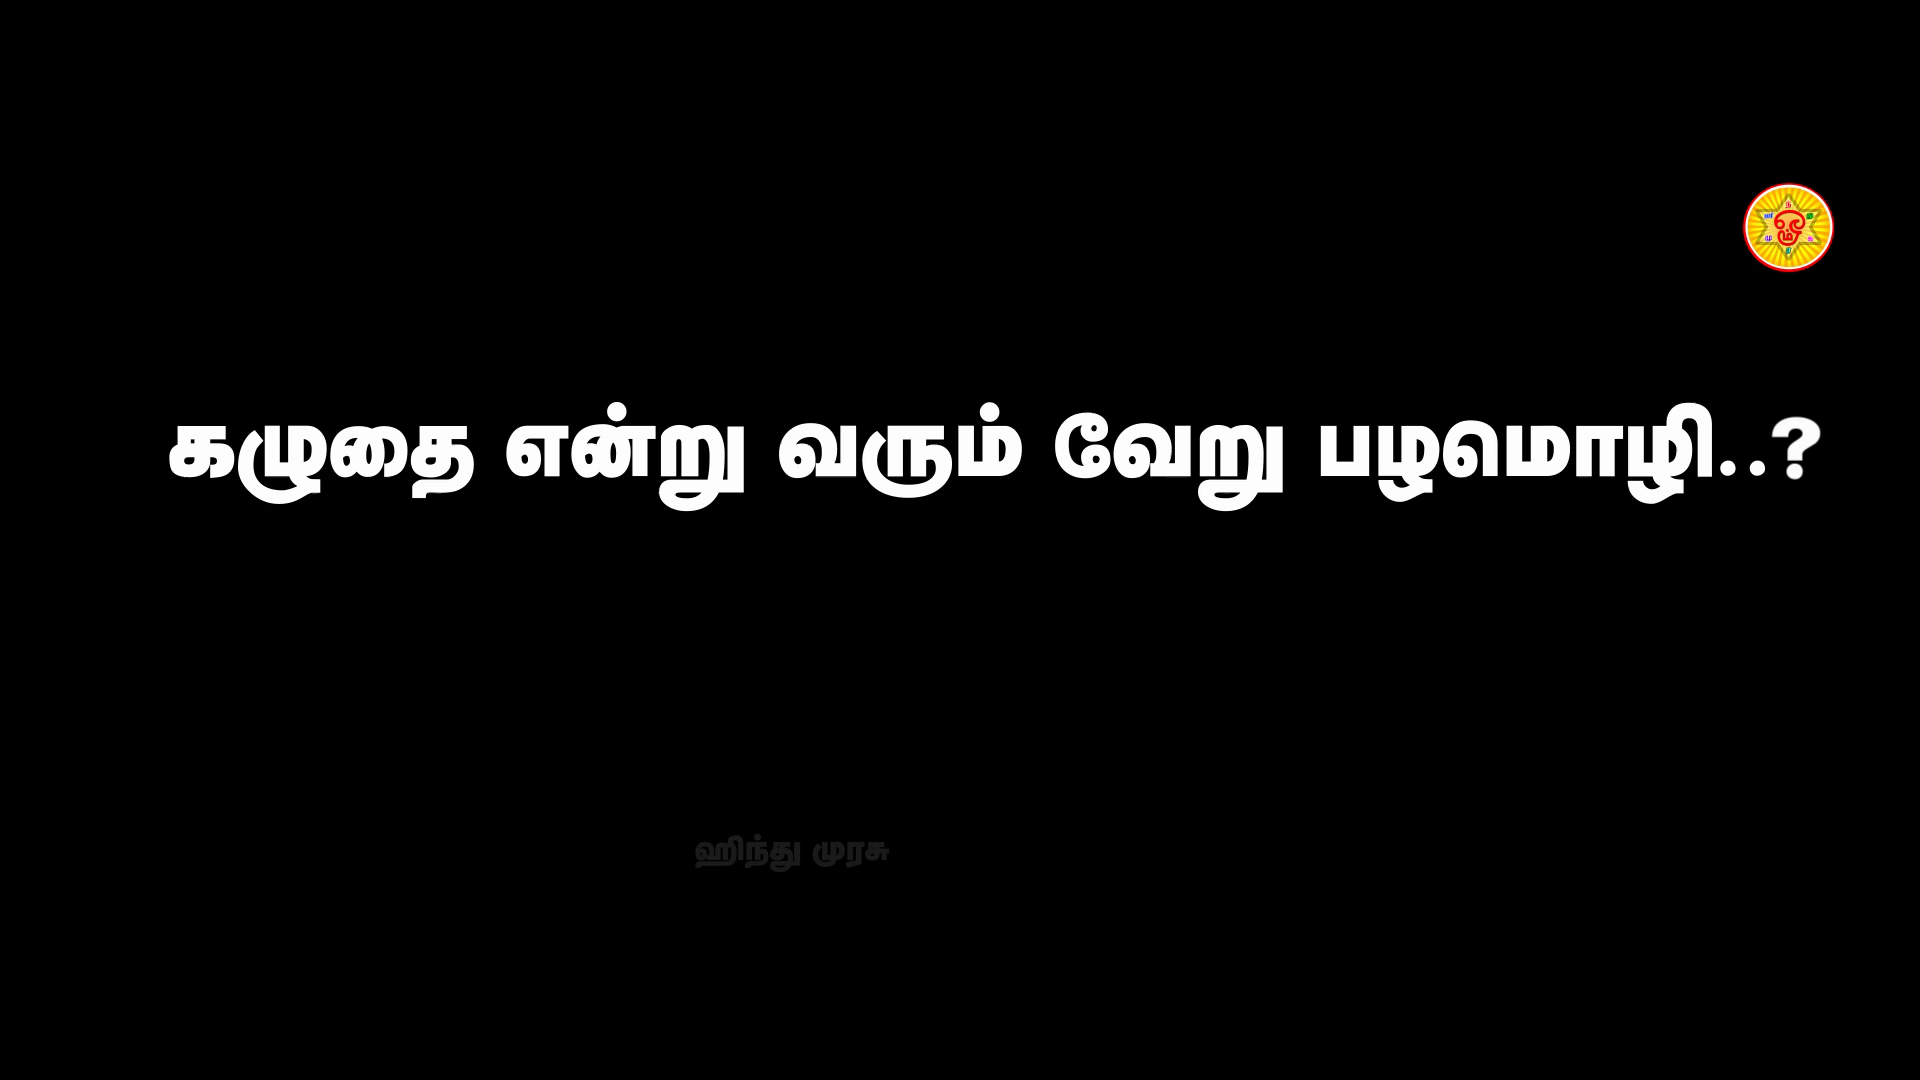 கழுதை என்று வரும் வேறு பழமொழி..?
ஹிந்து முரசு